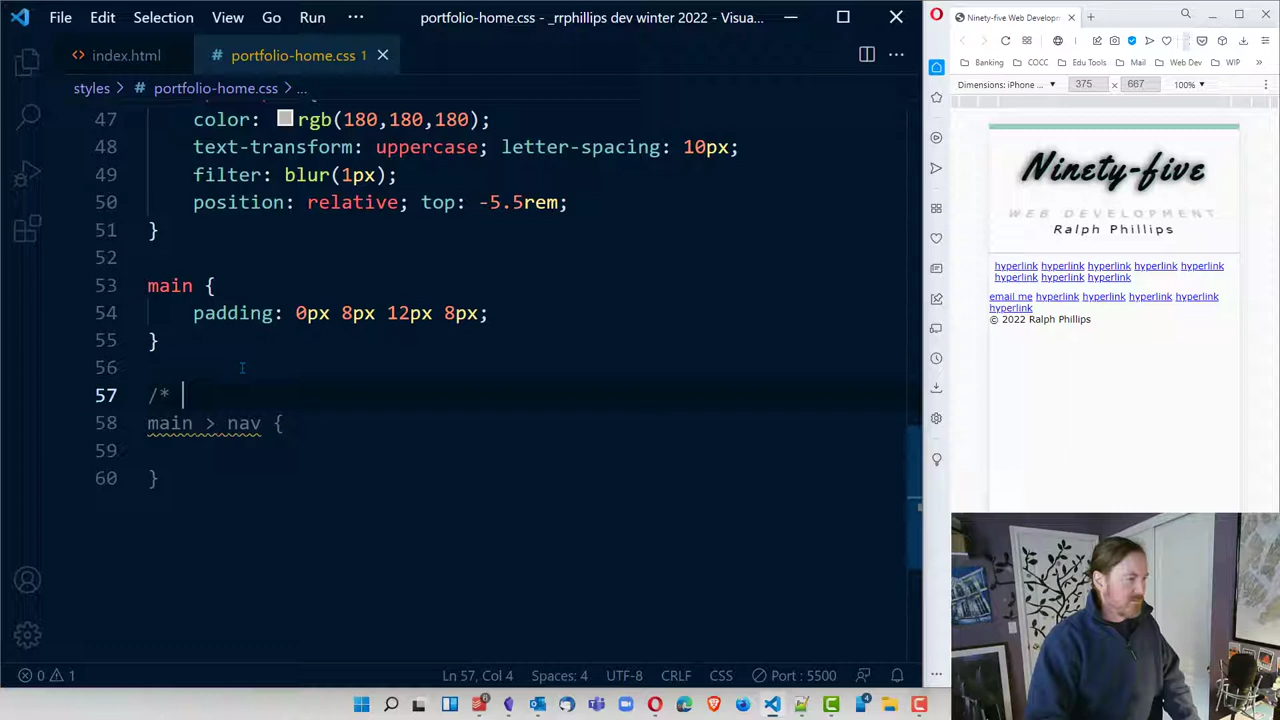 File Edit Selection View Go Run ··· portfolio-home.css - _rrphillips dev winter 2022 - Visua...
index.html
# portfolio-home.css 1
styles > # portfolio-home.css > ...
47 color: rgb(180,180,180);
48 text-transform: uppercase; letter-spacing: 10px;
49 filter: blur(1px);
50 position: relative; top: -5.5rem;
51 }
52
53 main {
54 padding: 0px 8px 12px 8px;
55 }
56
57 /*
58 main > nav {
59
60 }
0 1 Ln 57, Col 4 Spaces: 4 UTF-8 CRLF CSS Port : 5500
Ninety-five Web Developm
Banking COCC Edu Tools Mail Web Dev WIP
Dimensions: iPhone ... 375 x 667 100%
Ninety-five
WEB DEVELOPMENT
Ralph Phillips
hyperlink hyperlink hyperlink hyperlink hyperlink
hyperlink hyperlink hyperlink
email me hyperlink hyperlink hyperlink hyperlink
hyperlink
© 2022 Ralph Phillips